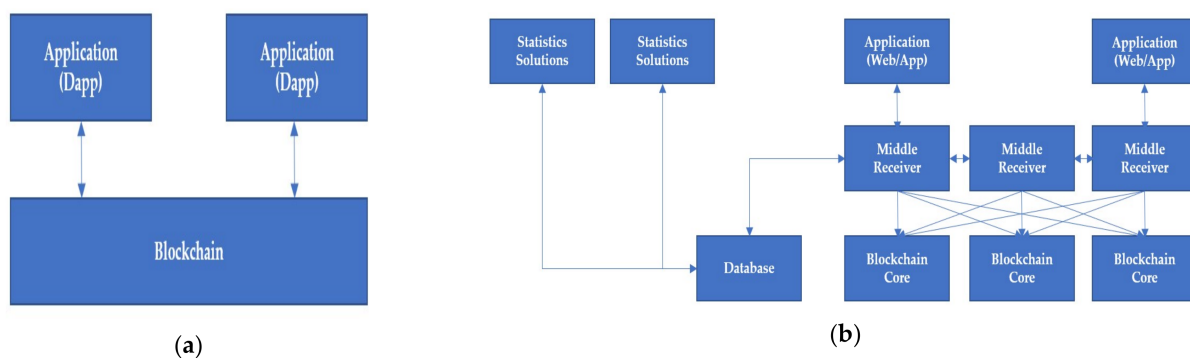 Application
(Dapp)
Application
(Dapp)
Blockchain
(a)
Statistics
Solutions
Statistics
Solutions
Application
(Web/App)
Application
(Web/App)
Middle
Receiver
Middle
Receiver
Middle
Receiver
Database
Blockchain
Core
Blockchain
Core
Blockchain
Core
(b)